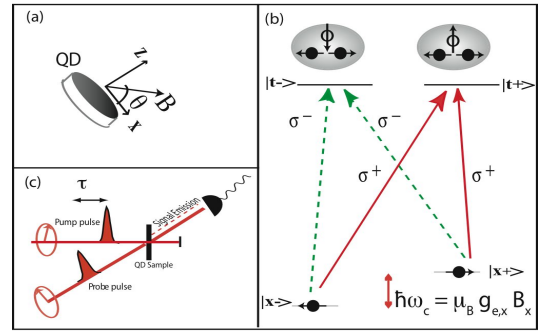 (a)
QD
z
B
θ
x
(b)
|t->
|t+>
σ⁻
σ⁻
σ⁺
σ⁺
|x->
|x+>
ħω_c = μ_B g_e,x B_x
(c)
τ
Pump pulse
Signal Emission
QD Sample
Probe pulse